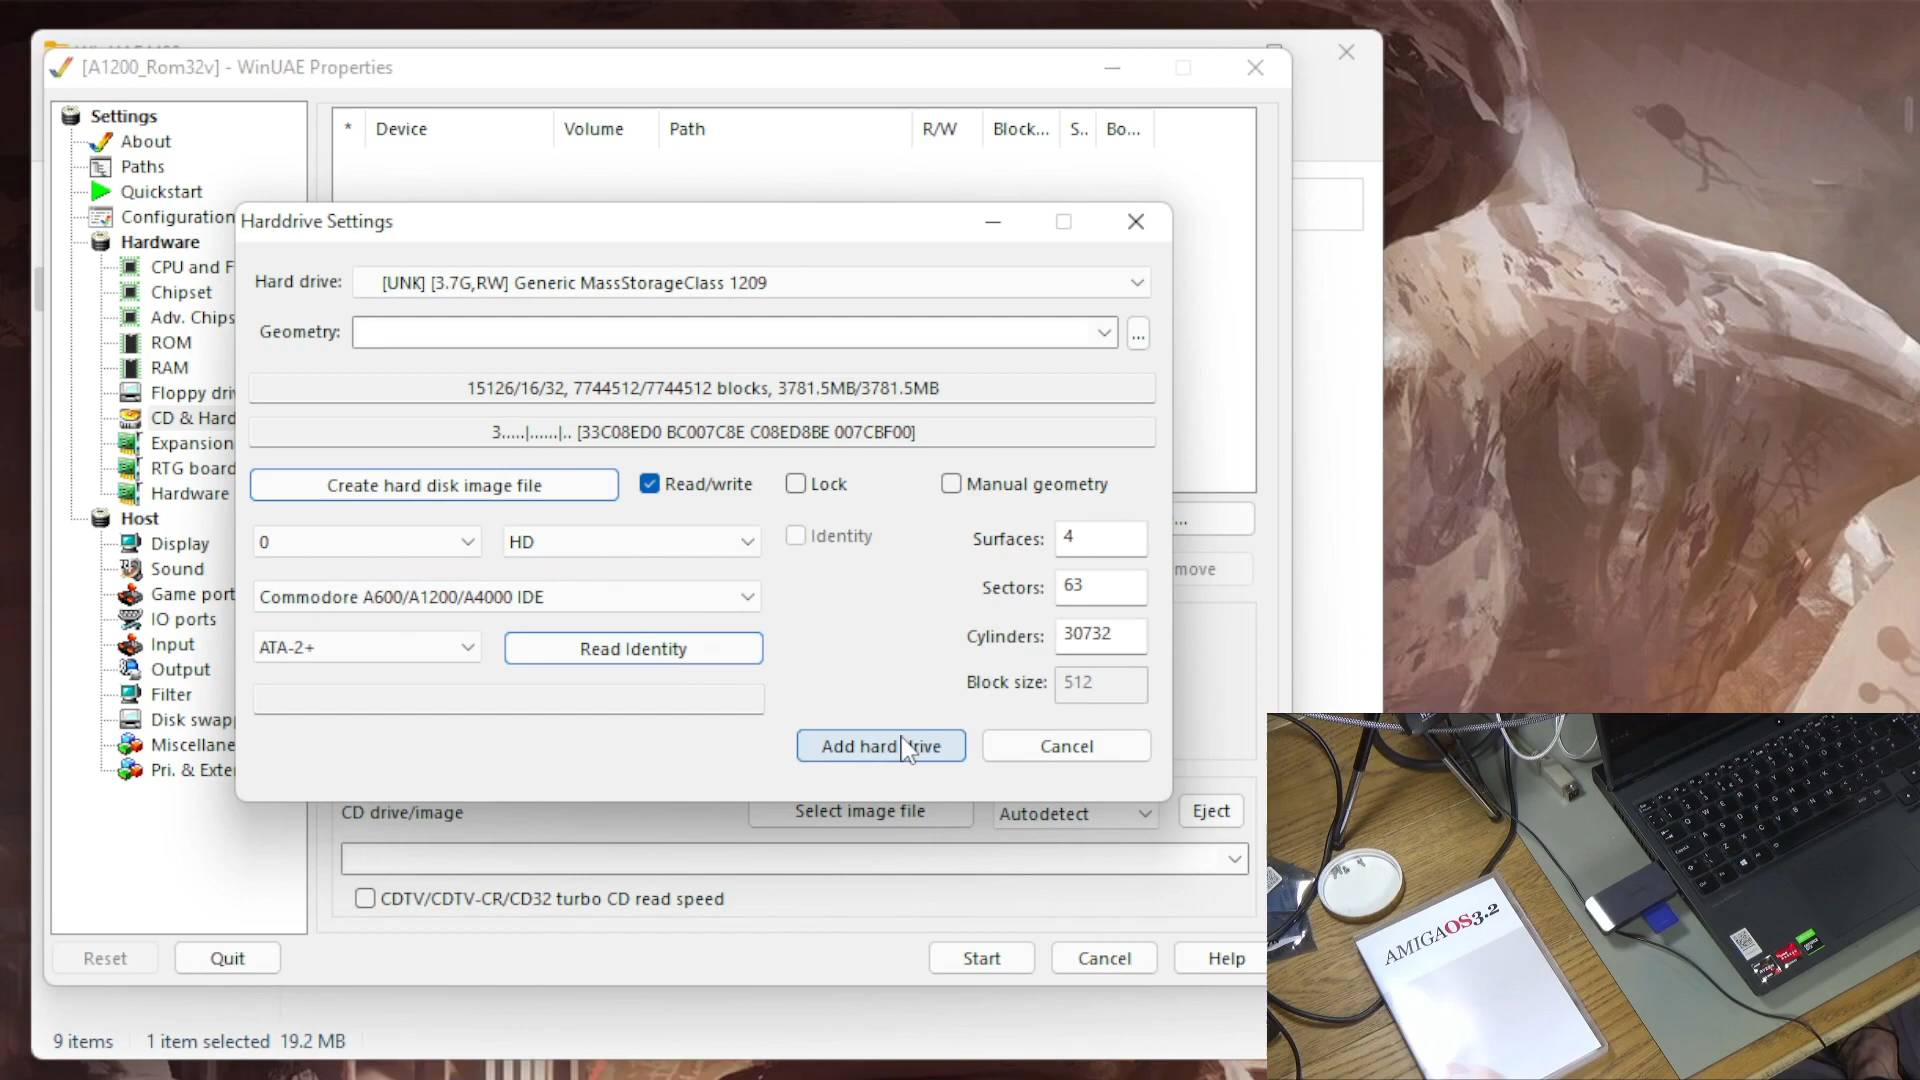 [A1200_Rom32v] - WinUAE Properties
Settings
About
Paths
Quickstart
Configuration
Hardware
CPU and F
Chipset
Adv. Chips
ROM
RAM
Floppy driv
CD & Hard
Expansion
RTG board
Hardware
Host
Display
Sound
Game port
IO ports
Input
Output
Filter
Disk swap
Miscellane
Pri. & Exte
* Device Volume Path R/W Block... S.. Bo...
Harddrive Settings
Hard drive: [UNK] [3.7G,RW] Generic MassStorageClass 1209
Geometry: ...
15126/16/32, 7744512/7744512 blocks, 3781.5MB/3781.5MB
3.....|......|.. [33C08ED0 BC007C8E C08ED8BE 007CBF00]
Create hard disk image file Read/write Lock Manual geometry
0 HD Identity Surfaces: 4
Commodore A600/A1200/A4000 IDE Sectors: 63
ATA-2+ Read Identity Cylinders: 30732
Block size: 512
Add hard drive Cancel
...
move
CD drive/image Select image file Autodetect Eject
CDTV/CDTV-CR/CD32 turbo CD read speed
Reset Quit Start Cancel Help
9 items 1 item selected 19.2 MB
AMIGAOS3.2